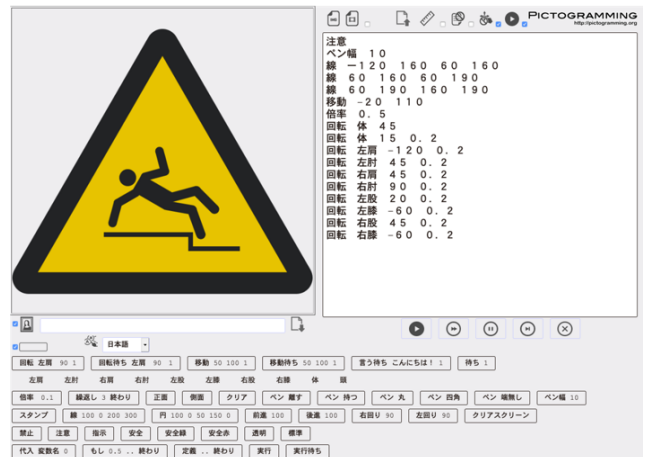 PICTOGRAMMING
http://pictogramming.org
注意
ペン幅 10
線 ー120 160 60 160
線 60 160 60 190
線 60 190 160 190
移動 -20 110
倍率 0.5
回転 体 45
回転 体 15 0.2
回転 左肩 -120 0.2
回転 左肘 45 0.2
回転 右肩 45 0.2
回転 右肘 90 0.2
回転 左股 20 0.2
回転 左膝 -60 0.2
回転 右股 45 0.2
回転 右膝 -60 0.2
日本語
回転 左肩 90 1 回転待ち 左肩 90 1 移動 50 100 1 移動待ち 50 100 1 言う待ち こんにちは! 1 待ち 1
左肩 左肘 右肩 右肘 左股 左膝 右股 右膝 体 頭
倍率 0.1 繰返し 3 終わり 正面 側面 クリア ペン 離す ペン 持つ ペン 丸 ペン 四角 ペン 端無し ペン幅 10
スタンプ 線 100 0 200 300 円 100 0 50 150 0 前進 100 後進 100 右回り 90 左回り 90 クリアスクリーン
禁止 注意 指示 安全 安全緑 安全赤 透明 標準
代入 変数名 0 もし 0.5 .. 終わり 定義 .. 終わり 実行 実行待ち